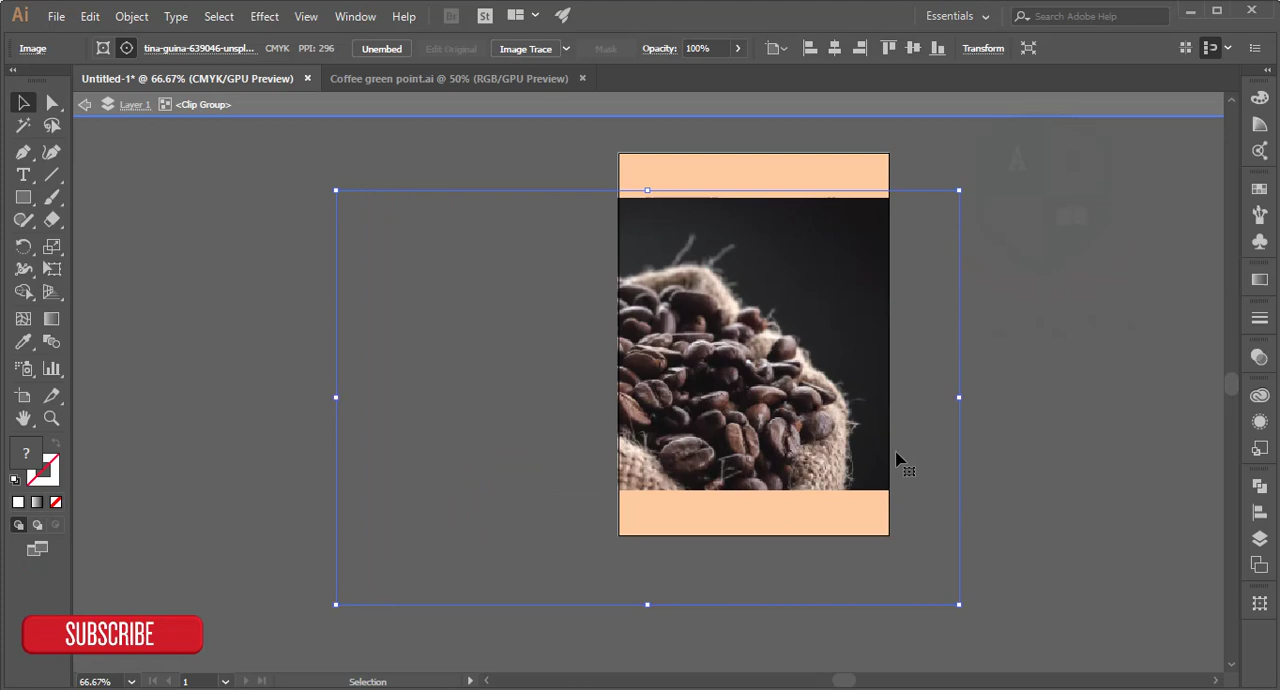 Ai File Edit Object Type Select Effect View Window Help Br St Essentials Search Adobe Help
Image tina-guina-639046-unspl... CMYK PPI: 296 Unembed Edit Original Image Trace Mask Opacity: 100% Transform
Untitled-1* @ 66.67% (CMYK/GPU Preview) × Coffee green point.ai @ 50% (RGB/GPU Preview) ×
Layer 1 <Clip Group>
?
SUBSCRIBE
66.67% 1 Selection